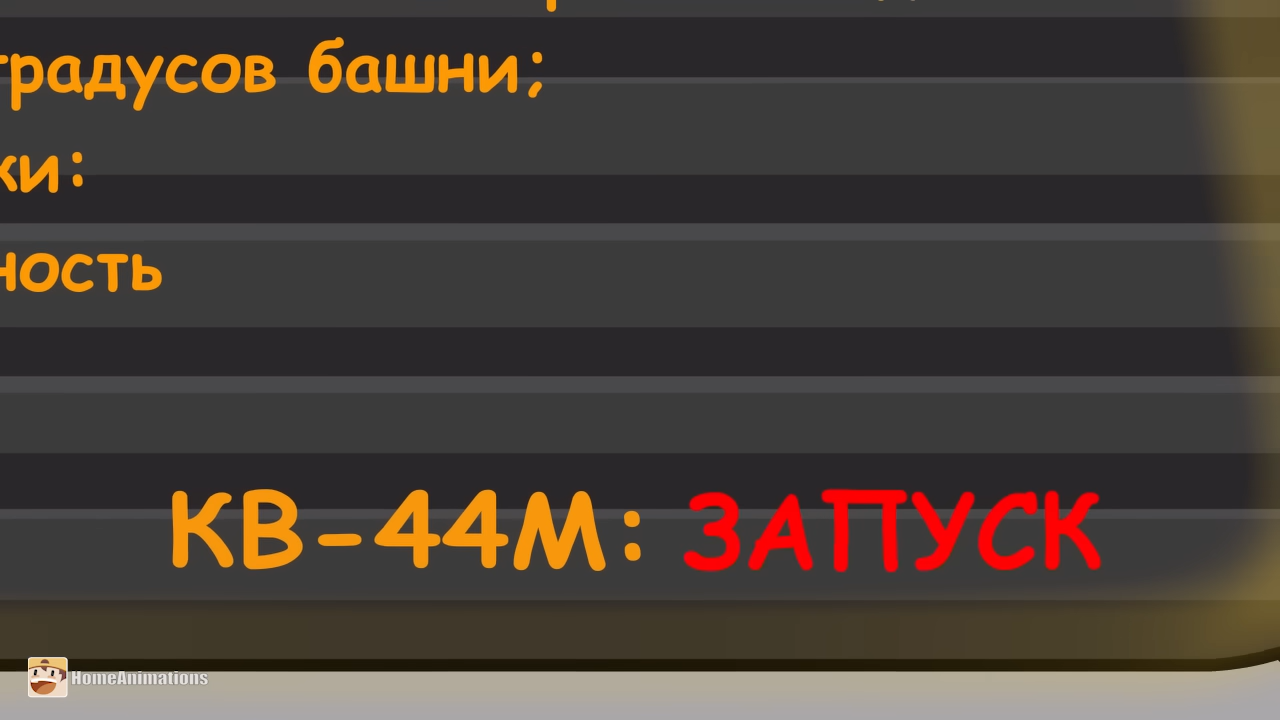 градусов башни;
ки:
ность
КВ-44М: ЗАПУСК
HomeAnimations